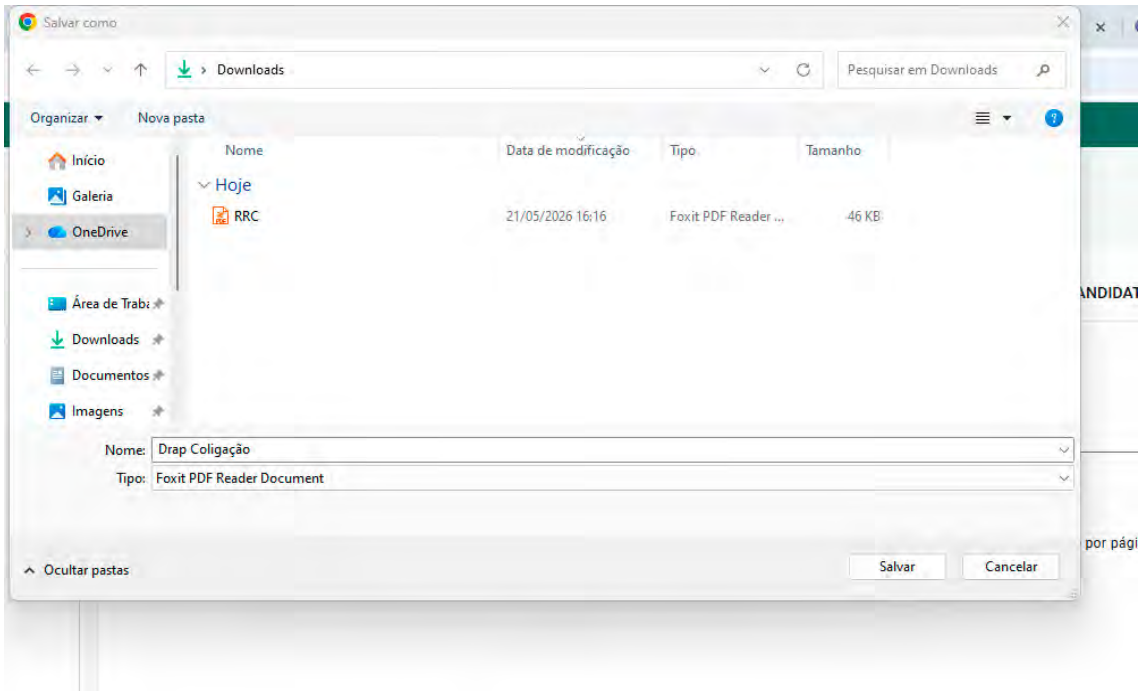 Salvar como
Downloads
Pesquisar em Downloads
Organizar
Nova pasta
Nome Data de modificação Tipo Tamanho
Início
Galeria
OneDrive
Hoje
RRC 21/05/2026 16:16 Foxit PDF Reader ... 46 KB
Área de Traba
Downloads
Documentos
Imagens
ANDIDAT
Nome: Drap Coligação
Tipo: Foxit PDF Reader Document
por pági
Ocultar pastas
Salvar
Cancelar